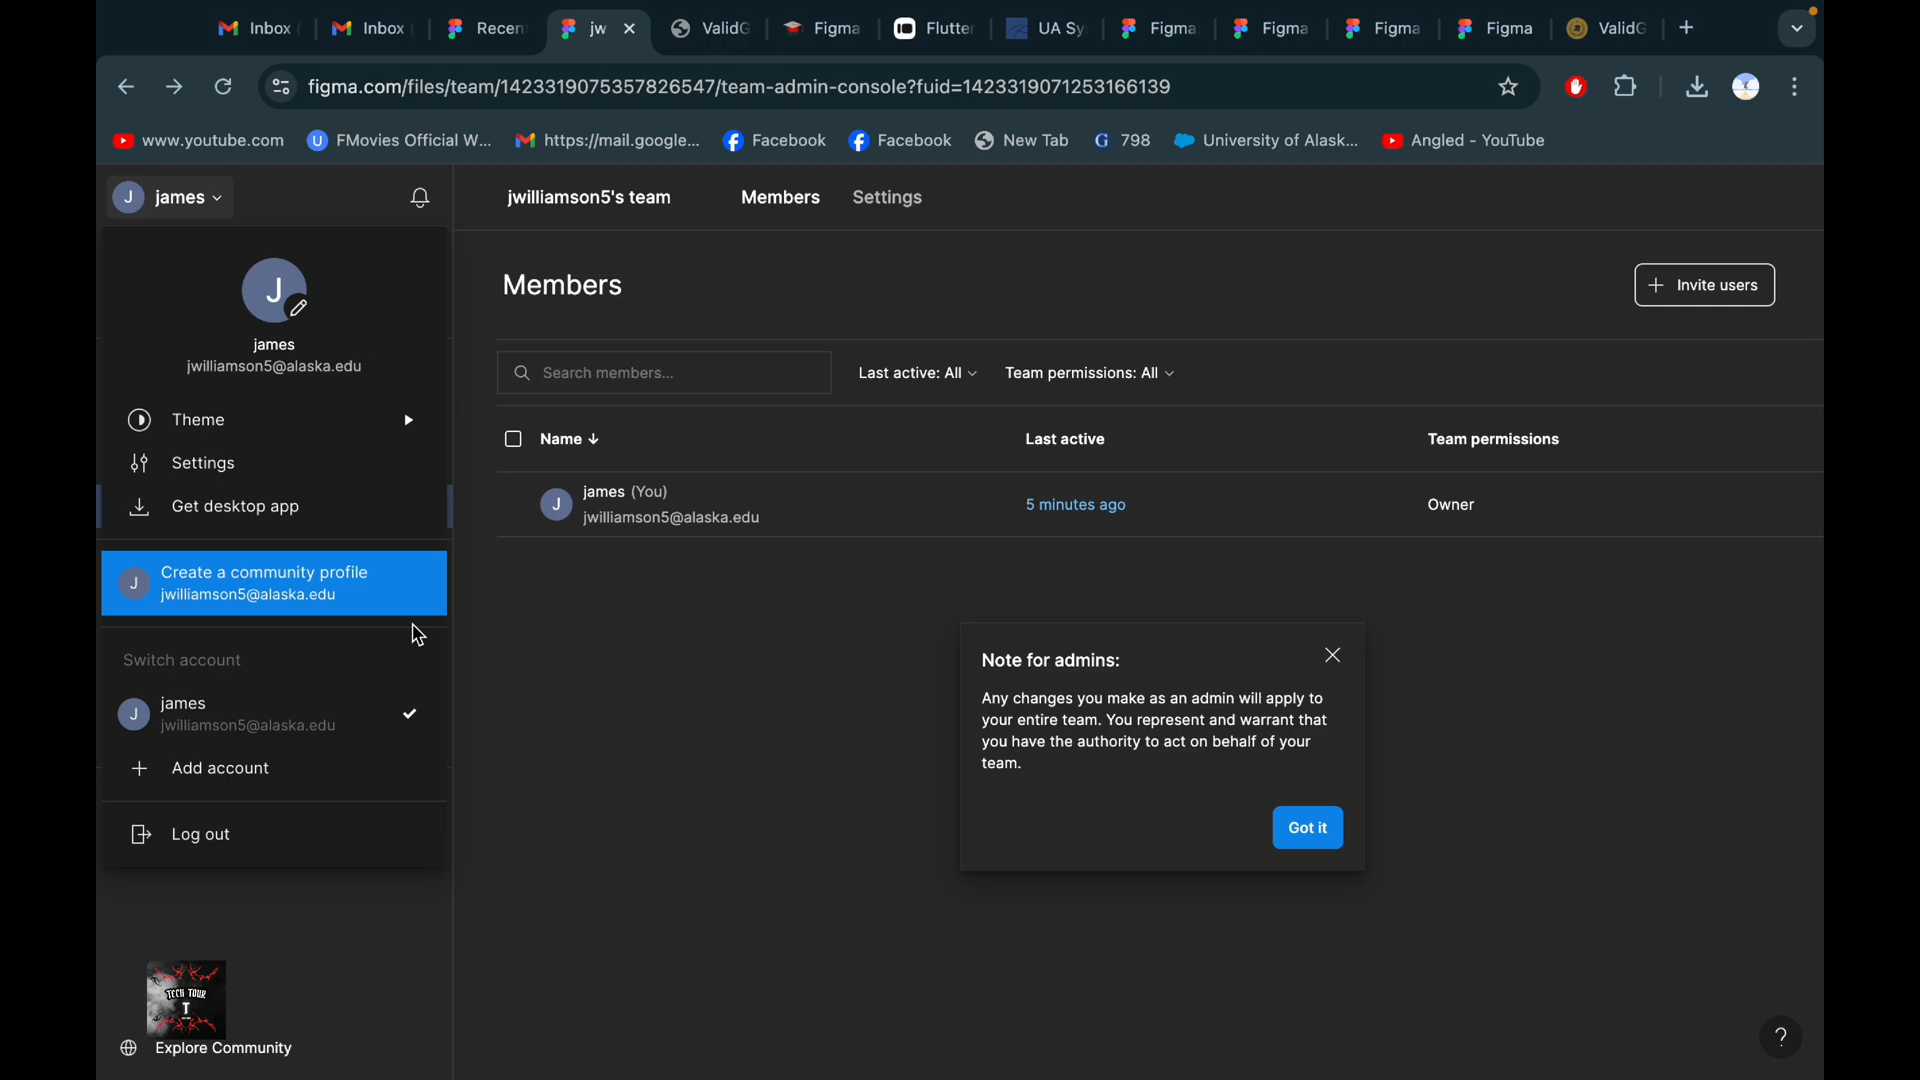 Inbox
Inbox
Recen
jw
ValidG
Figma
Flutter
UA Sy
Figma
Figma
Figma
Figma
ValidG
figma.com/files/team/1423319075357826547/team-admin-console?fuid=1423319071253166139
www.youtube.com
U
FMovies Official W...
https://mail.google...
Facebook
Facebook
New Tab
G
798
University of Alask...
Angled - YouTube
J
james
jwilliamson5's team
Members
Settings
J
james
jwilliamson5@alaska.edu
Theme
Settings
Get desktop app
J
Create a community profile
jwilliamson5@alaska.edu
Switch account
J
james
jwilliamson5@alaska.edu
Add account
Log out
TECH TOUR
T
Explore Community
Members
Invite users
Search members...
Last active: All
Team permissions: All
Name
Last active
Team permissions
J
james (You)
jwilliamson5@alaska.edu
5 minutes ago
Owner
Note for admins:
Any changes you make as an admin will apply to
your entire team. You represent and warrant that
you have the authority to act on behalf of your
team.
Got it
?